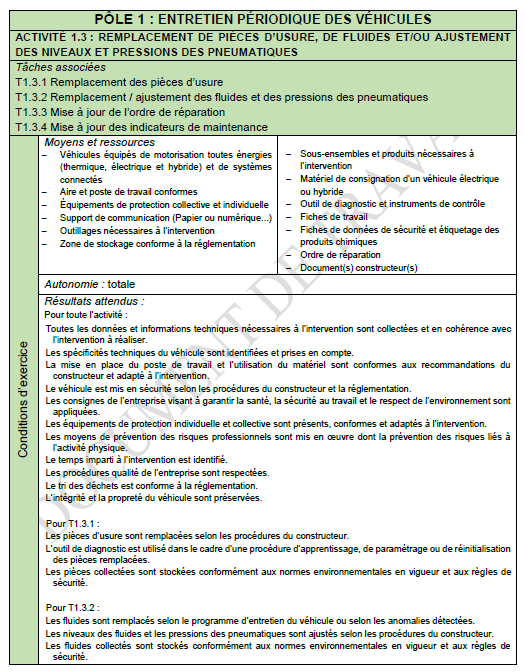 PÔLE 1 : ENTRETIEN PÉRIODIQUE DES VÉHICULES
ACTIVITÉ 1.3 : REMPLACEMENT DE PIÈCES D'USURE, DE FLUIDES ET/OU AJUSTEMENT
DES NIVEAUX ET PRESSIONS DES PNEUMATIQUES
Tâches associées
T1.3.1 Remplacement des pièces d'usure
T1.3.2 Remplacement / ajustement des fluides et des pressions des pneumatiques
T1.3.3 Mise à jour de l'ordre de réparation
T1.3.4 Mise à jour des indicateurs de maintenance
Conditions d'exercice
Moyens et ressources
– Véhicules équipés de motorisation toutes énergies
(thermique, électrique et hybride) et de systèmes
connectés
– Aire et poste de travail conformes
– Équipements de protection collective et individuelle
– Support de communication (Papier ou numérique...)
– Outillages nécessaires à l'intervention
– Zone de stockage conforme à la réglementation
– Sous-ensembles et produits nécessaires à
l'intervention
– Matériel de consignation d'un véhicule électrique
ou hybride
– Outil de diagnostic et instruments de contrôle
– Fiches de travail
– Fiches de données de sécurité et étiquetage des
produits chimiques
– Ordre de réparation
– Document(s) constructeur(s)
Autonomie : totale
Résultats attendus :
Pour toute l'activité :
Toutes les données et informations techniques nécessaires à l'intervention sont collectées et en cohérence avec
l'intervention à réaliser.
Les spécificités techniques du véhicule sont identifiées et prises en compte.
La mise en place du poste de travail et l'utilisation du matériel sont conformes aux recommandations du
constructeur et adapté à l'intervention.
Le véhicule est mis en sécurité selon les procédures du constructeur et la réglementation.
Les consignes de l'entreprise visant à garantir la santé, la sécurité au travail et le respect de l'environnement sont
appliquées.
Les équipements de protection individuelle et collective sont présents, conformes et adaptés à l'intervention.
Les moyens de prévention des risques professionnels sont mis en œuvre dont la prévention des risques liés à
l'activité physique.
Le temps imparti à l'intervention est identifié.
Les procédures qualité de l'entreprise sont respectées.
Le tri des déchets est conforme à la réglementation.
L'intégrité et la propreté du véhicule sont préservées.
Pour T1.3.1 :
Les pièces d'usure sont remplacées selon les procédures du constructeur.
L'outil de diagnostic est utilisé dans le cadre d'une procédure d'apprentissage, de paramétrage ou de réinitialisation
des pièces remplacées.
Les pièces collectées sont stockées conformément aux normes environnementales en vigueur et aux règles de
sécurité.
Pour T1.3.2 :
Les fluides sont remplacés selon le programme d'entretien du véhicule ou selon les anomalies détectées.
Les niveaux des fluides et les pressions des pneumatiques sont ajustés selon les procédures du constructeur.
Les fluides collectés sont stockés conformément aux normes environnementales en vigueur et aux règles de
sécurité.
DOCUMENT DE TRAVA